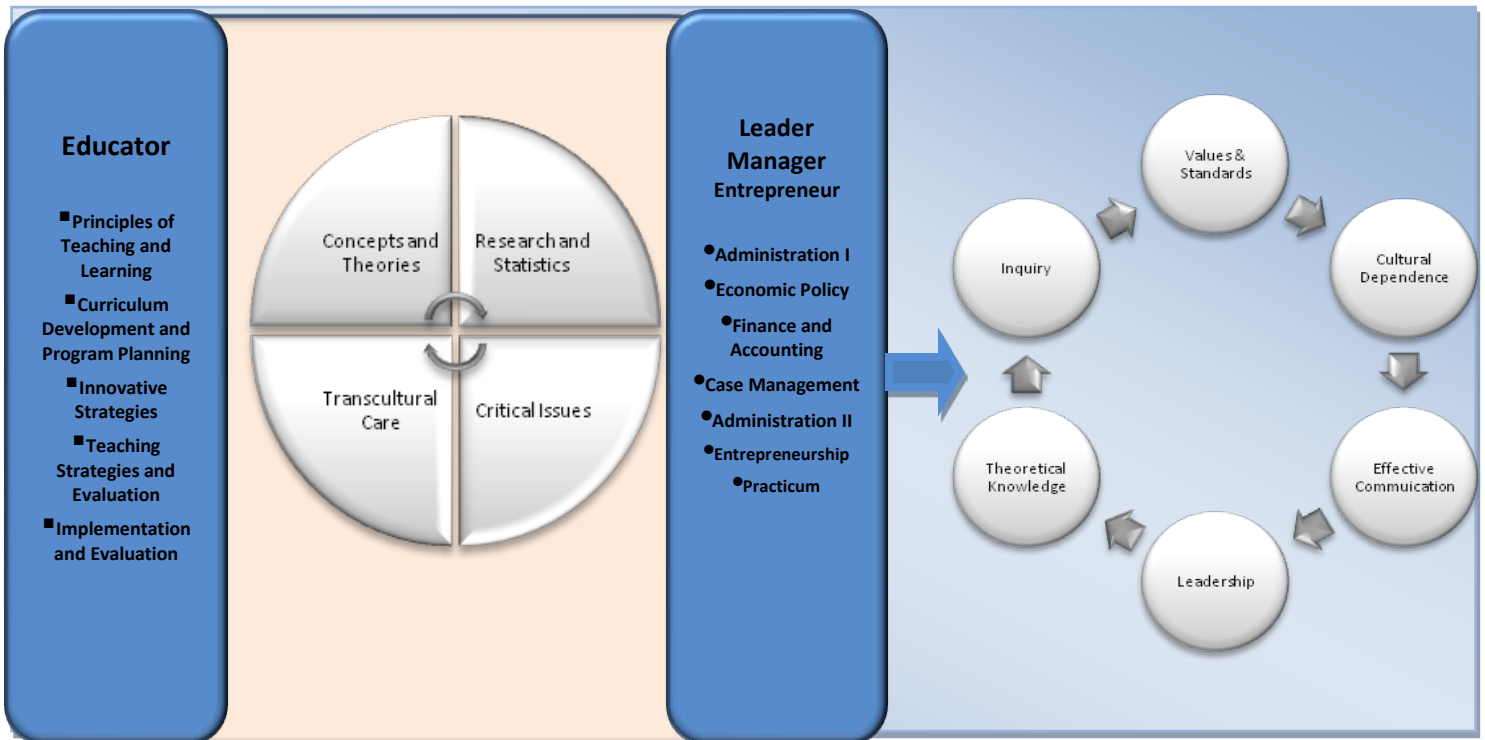 Educator
▪Principles of
Teaching and
Learning
▪Curriculum
Development and
Program Planning
▪Innovative
Strategies
▪Teaching
Strategies and
Evaluation
▪Implementation
and Evaluation
Concepts and
Theories
Research and
Statistics
Transcultural
Care
Critical Issues
Leader
Manager
Entrepreneur
•Administration I
•Economic Policy
•Finance and
Accounting
•Case Management
•Administration II
•Entrepreneurship
•Practicum
Values &
Standards
Cultural
Dependence
Effective
Commuication
Leadership
Theoretical
Knowledge
Inquiry